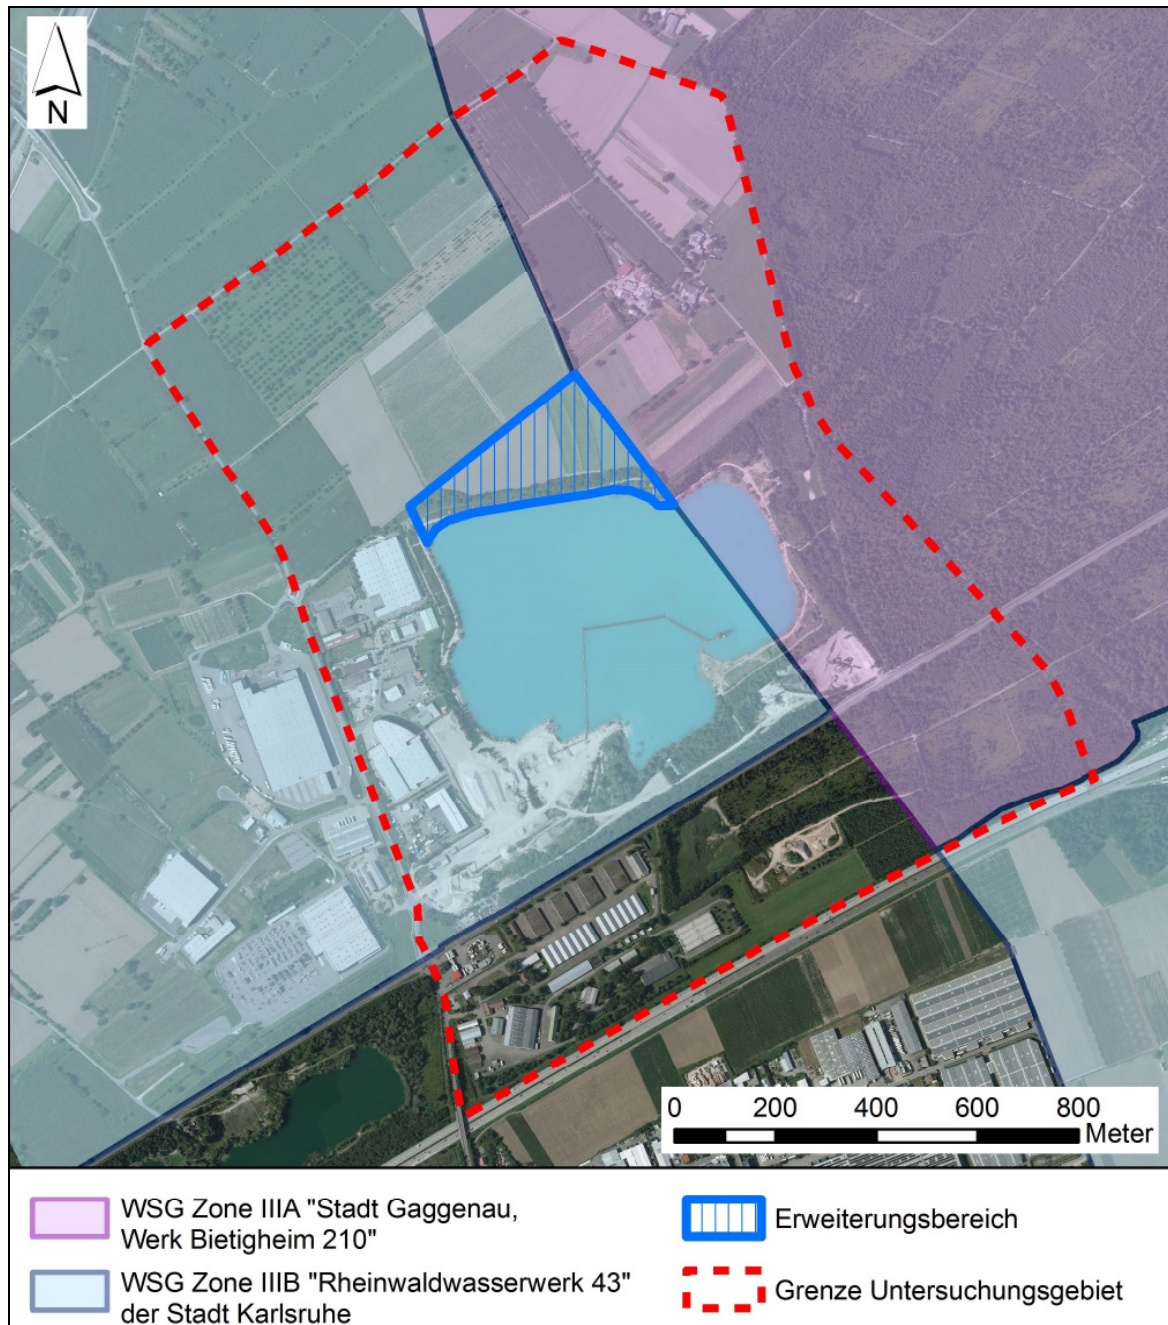 N
0 200 400 600 800
Meter
WSG Zone IIIA "Stadt Gaggenau,
Werk Bietigheim 210"
WSG Zone IIIB "Rheinwaldwasserwerk 43"
der Stadt Karlsruhe
Erweiterungsbereich
Grenze Untersuchungsgebiet